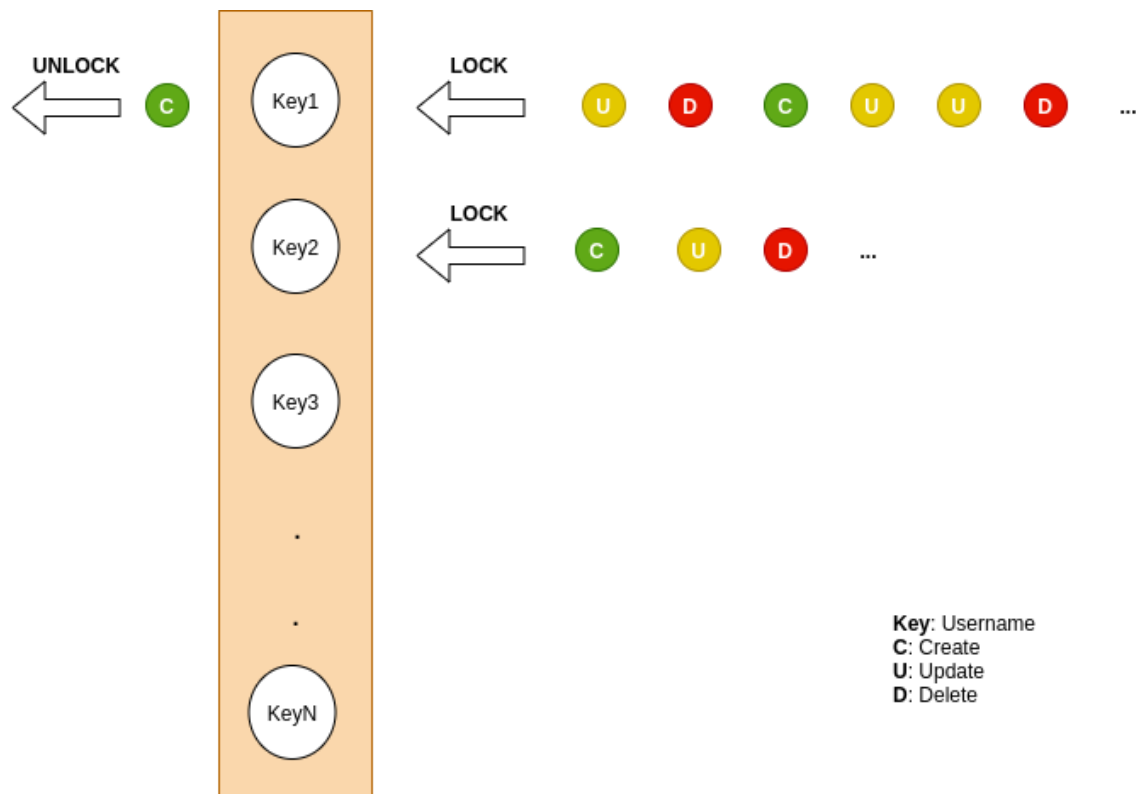 UNLOCK
C
Key1
LOCK
U D C U U D ...
Key2
LOCK
C U D ...
Key3
.
.
KeyN
Key: Username
C: Create
U: Update
D: Delete